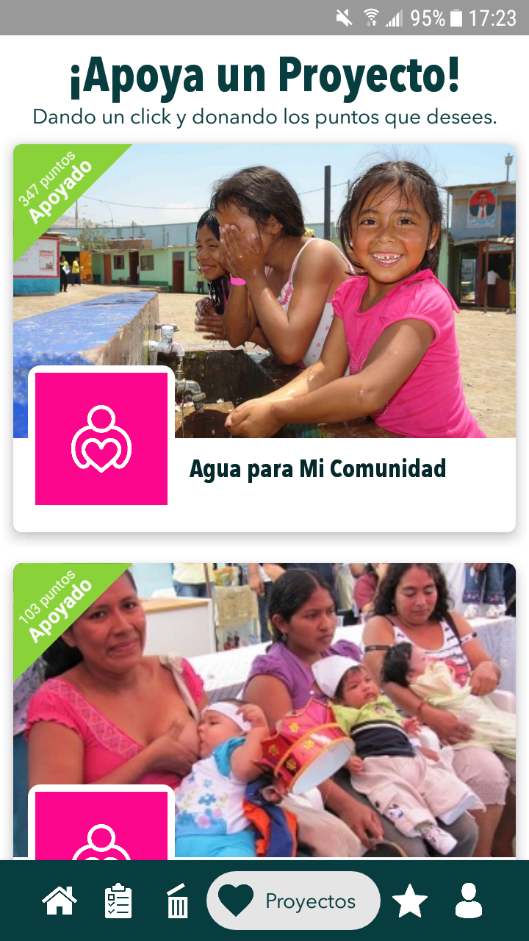 95% 17:23
¡Apoya un Proyecto!
Dando un click y donando los puntos que desees.
347 puntos
Apoyado
Agua para Mi Comunidad
103 puntos
Apoyado
Proyectos